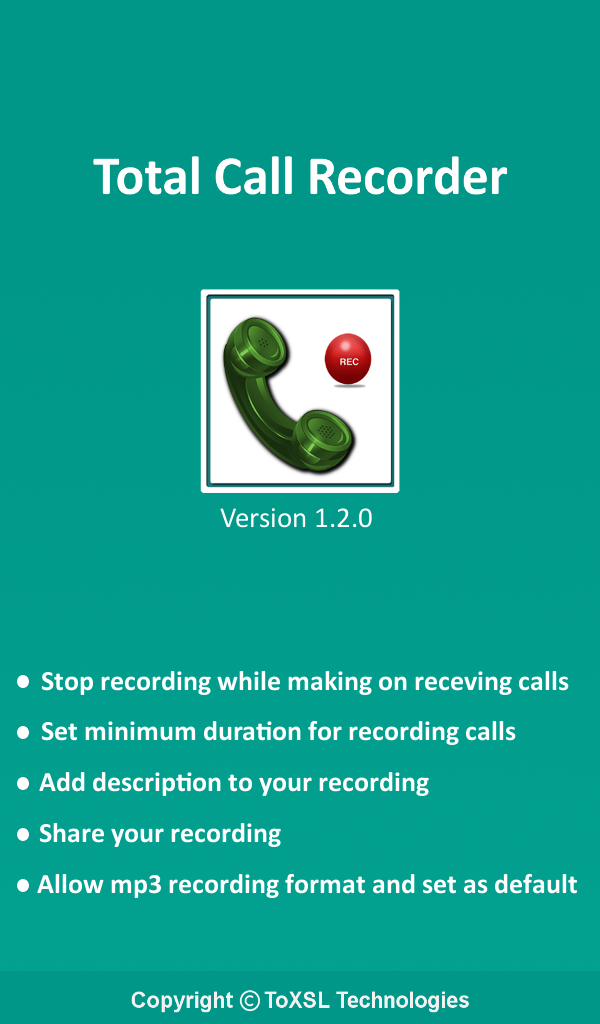 Total Call Recorder
REC
Version 1.2.0
• Stop recording while making on receving calls
• Set minimum duration for recording calls
• Add description to your recording
• Share your recording
• Allow mp3 recording format and set as default
Copyright © ToXSL Technologies